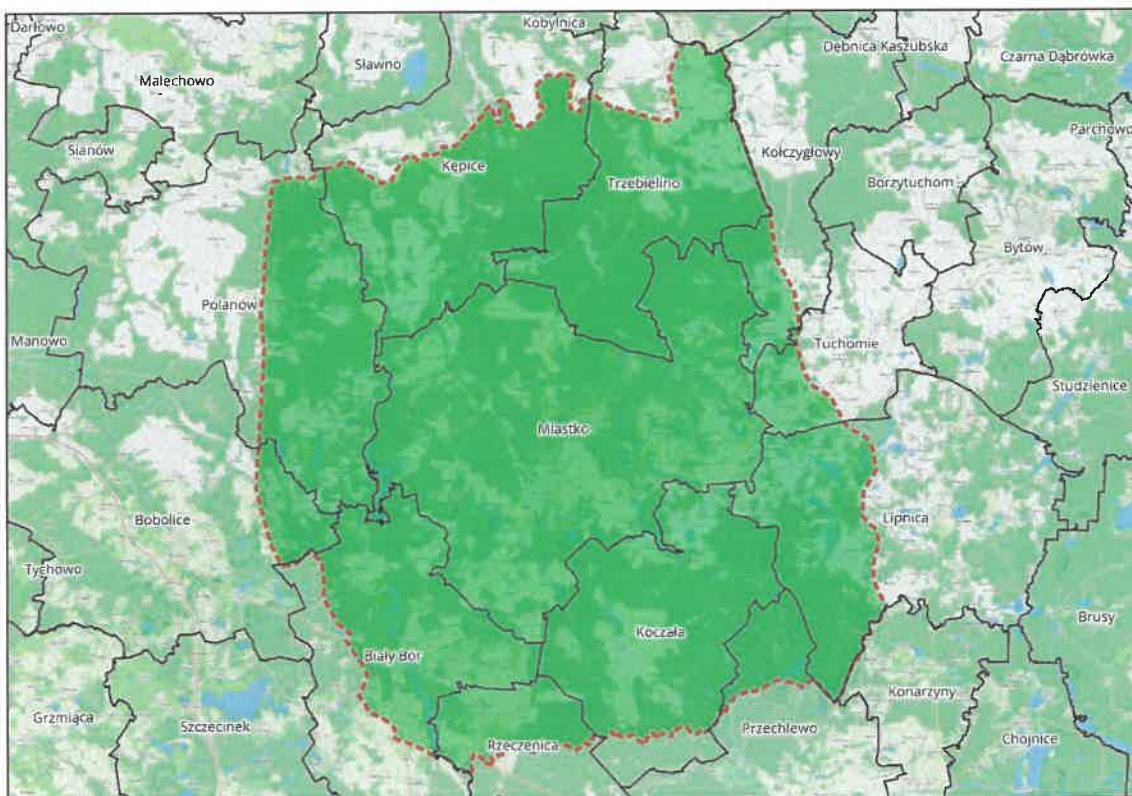 Darłowo
Kobylnica
Dębnica Kaszubska
Czarna Dąbrówka
Sławno
Malechowo
Parchowo
Sianów
Kępice
Kołczygłowy
Trzebielino
Borzytuchom
Bytów
Polanów
Manowo
Tuchomie
Studzienice
Miastko
Bobolice
Lipnica
Tychowo
Brusy
Koczała
Biały Bór
Konarzyny
Grzmiąca
Szczecinek
Przechlewo
Rzeczenica
Chojnice